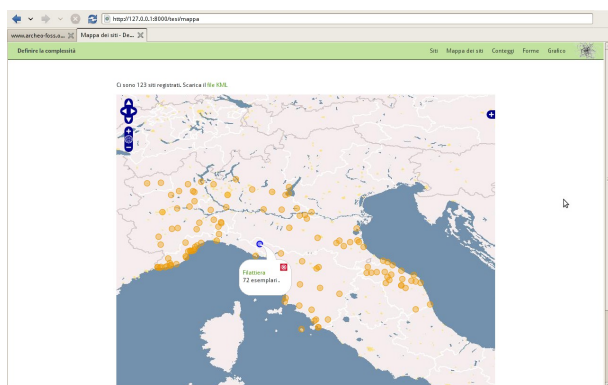 http://127.0.0.1:8000/tesi/mappa
www.archeo-foss.o... Mappa dei siti - De...
Definire la complessità Siti Mappa dei siti Conteggi Forme Grafico
Ci sono 123 siti registrati. Scarica il file KML
Filattiera
72 esemplari..